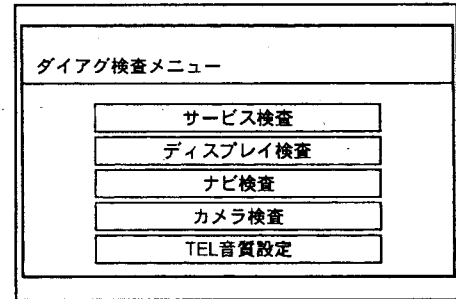 ダイアグ検査メニュー
サービス検査
ディスプレイ検査
ナビ検査
カメラ検査
TEL音質設定